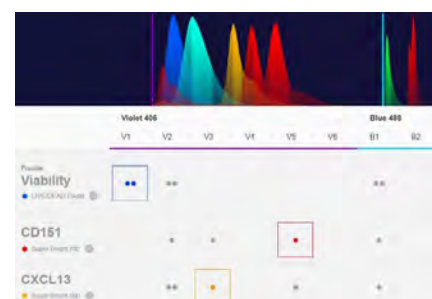 Violet 405 Blue 488
V1 V2 V3 V4 V5 V6 B1 B2
Viability
CD151
CXCL13